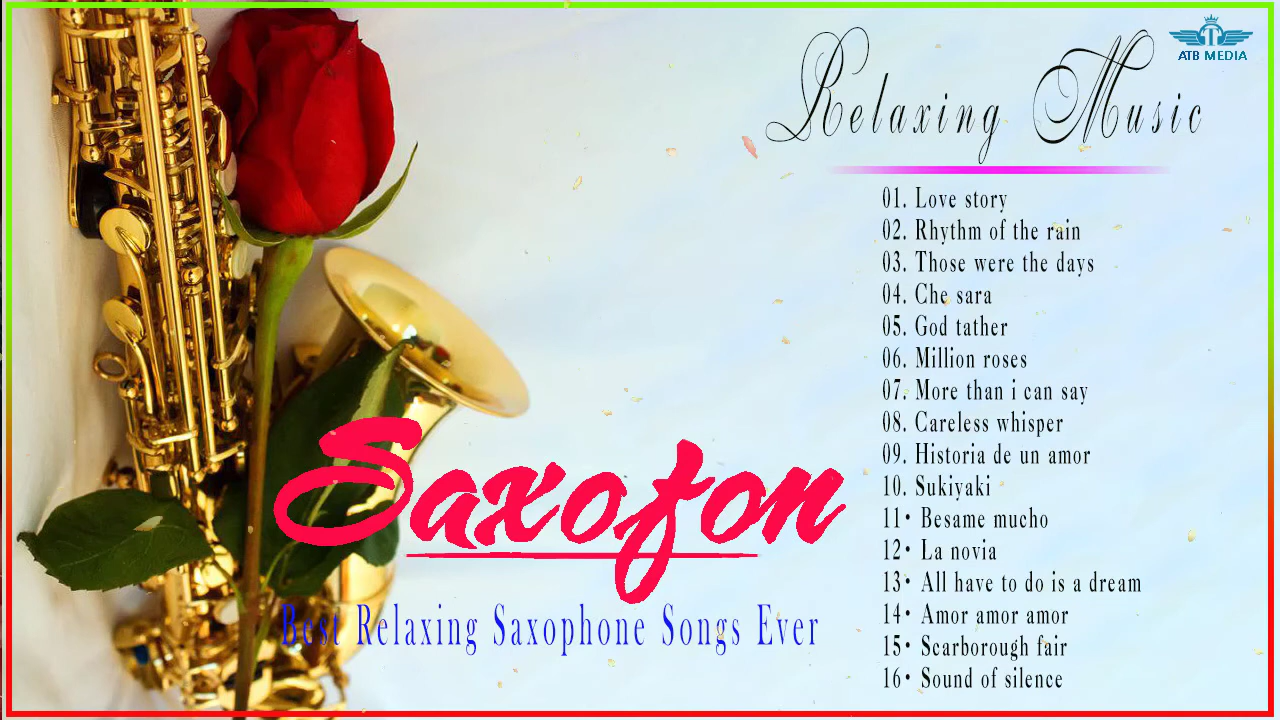 ATB MEDIA
Relaxing Music
01. Love story
02. Rhythm of the rain
03. Those were the days
04. Che sara
05. God tather
06. Million roses
07. More than i can say
08. Careless whisper
09. Historia de un amor
10. Sukiyaki
11• Besame mucho
12• La novia
13• All have to do is a dream
14• Amor amor amor
15• Scarborough fair
16• Sound of silence
Saxofon
Best Relaxing Saxophone Songs Ever